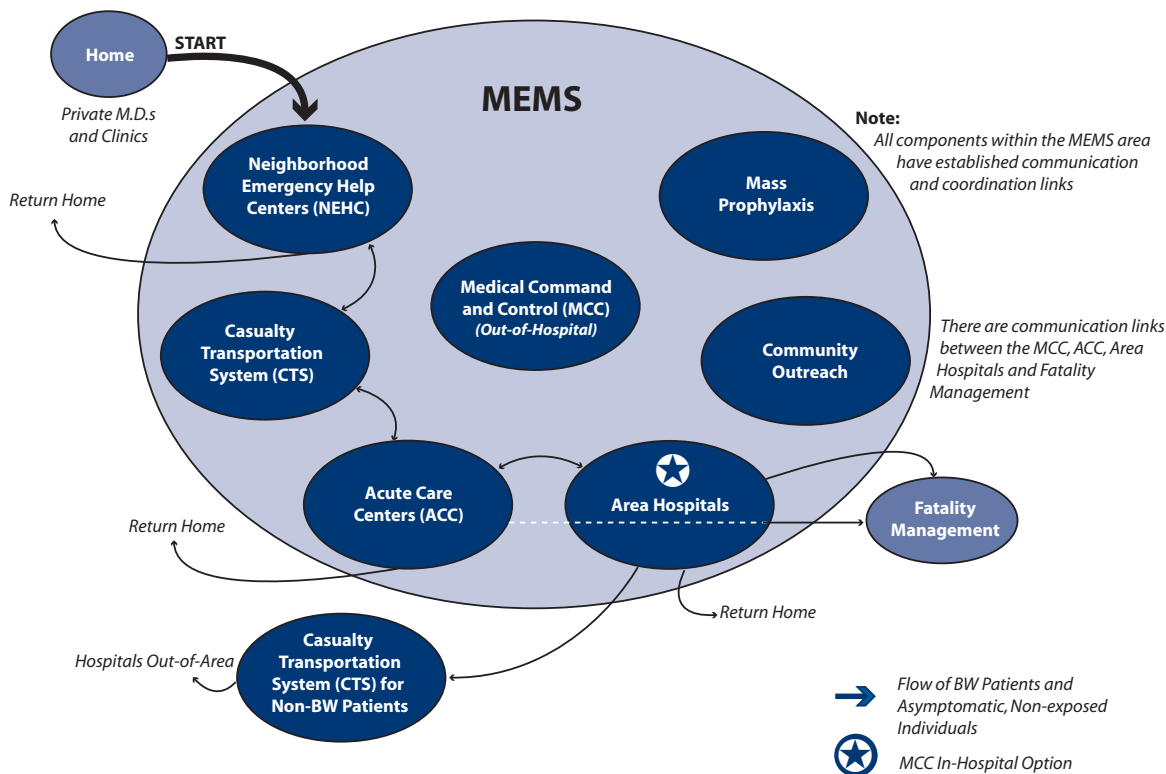 Home
START
Private M.D.s
and Clinics
MEMS
Note:
All components within the MEMS area
have established communication
and coordination links
Neighborhood
Emergency Help
Centers (NEHC)
Mass
Prophylaxis
Return Home
Medical Command
and Control (MCC)
(Out-of-Hospital)
Casualty
Transportation
System (CTS)
Community
Outreach
There are communication links
between the MCC, ACC, Area
Hospitals and Fatality
Management
Acute Care
Centers (ACC)
Area Hospitals
Fatality
Management
Return Home
Return Home
Casualty
Transportation
System (CTS) for
Non-BW Patients
Hospitals Out-of-Area
Flow of BW Patients and
Asymptomatic, Non-exposed
Individuals
MCC In-Hospital Option